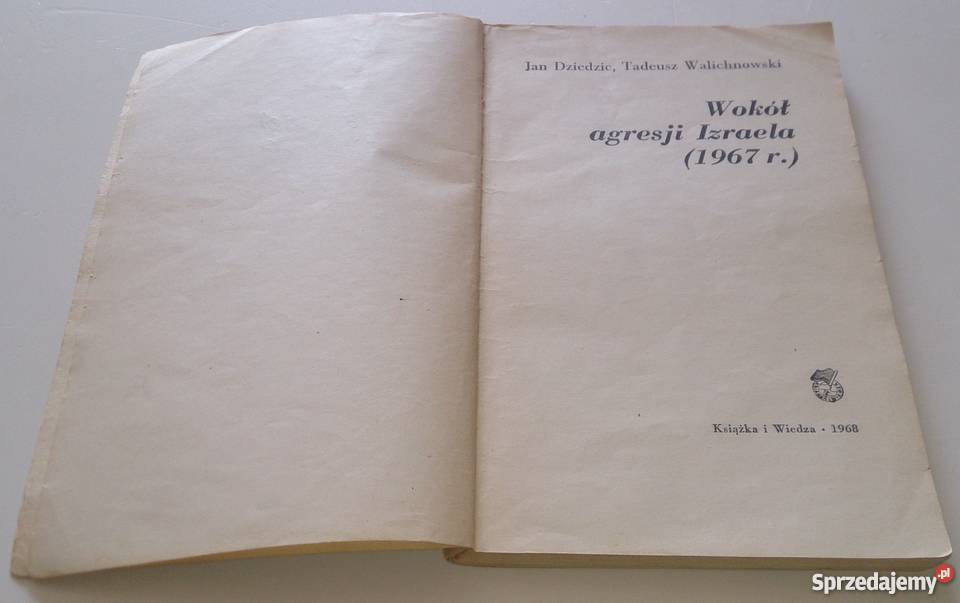 Jan Dziedzic, Tadeusz Walichnowski
Wokół
agresji Izraela
(1967 r.)
Książka i Wiedza • 1968
Sprzedajemy.pl